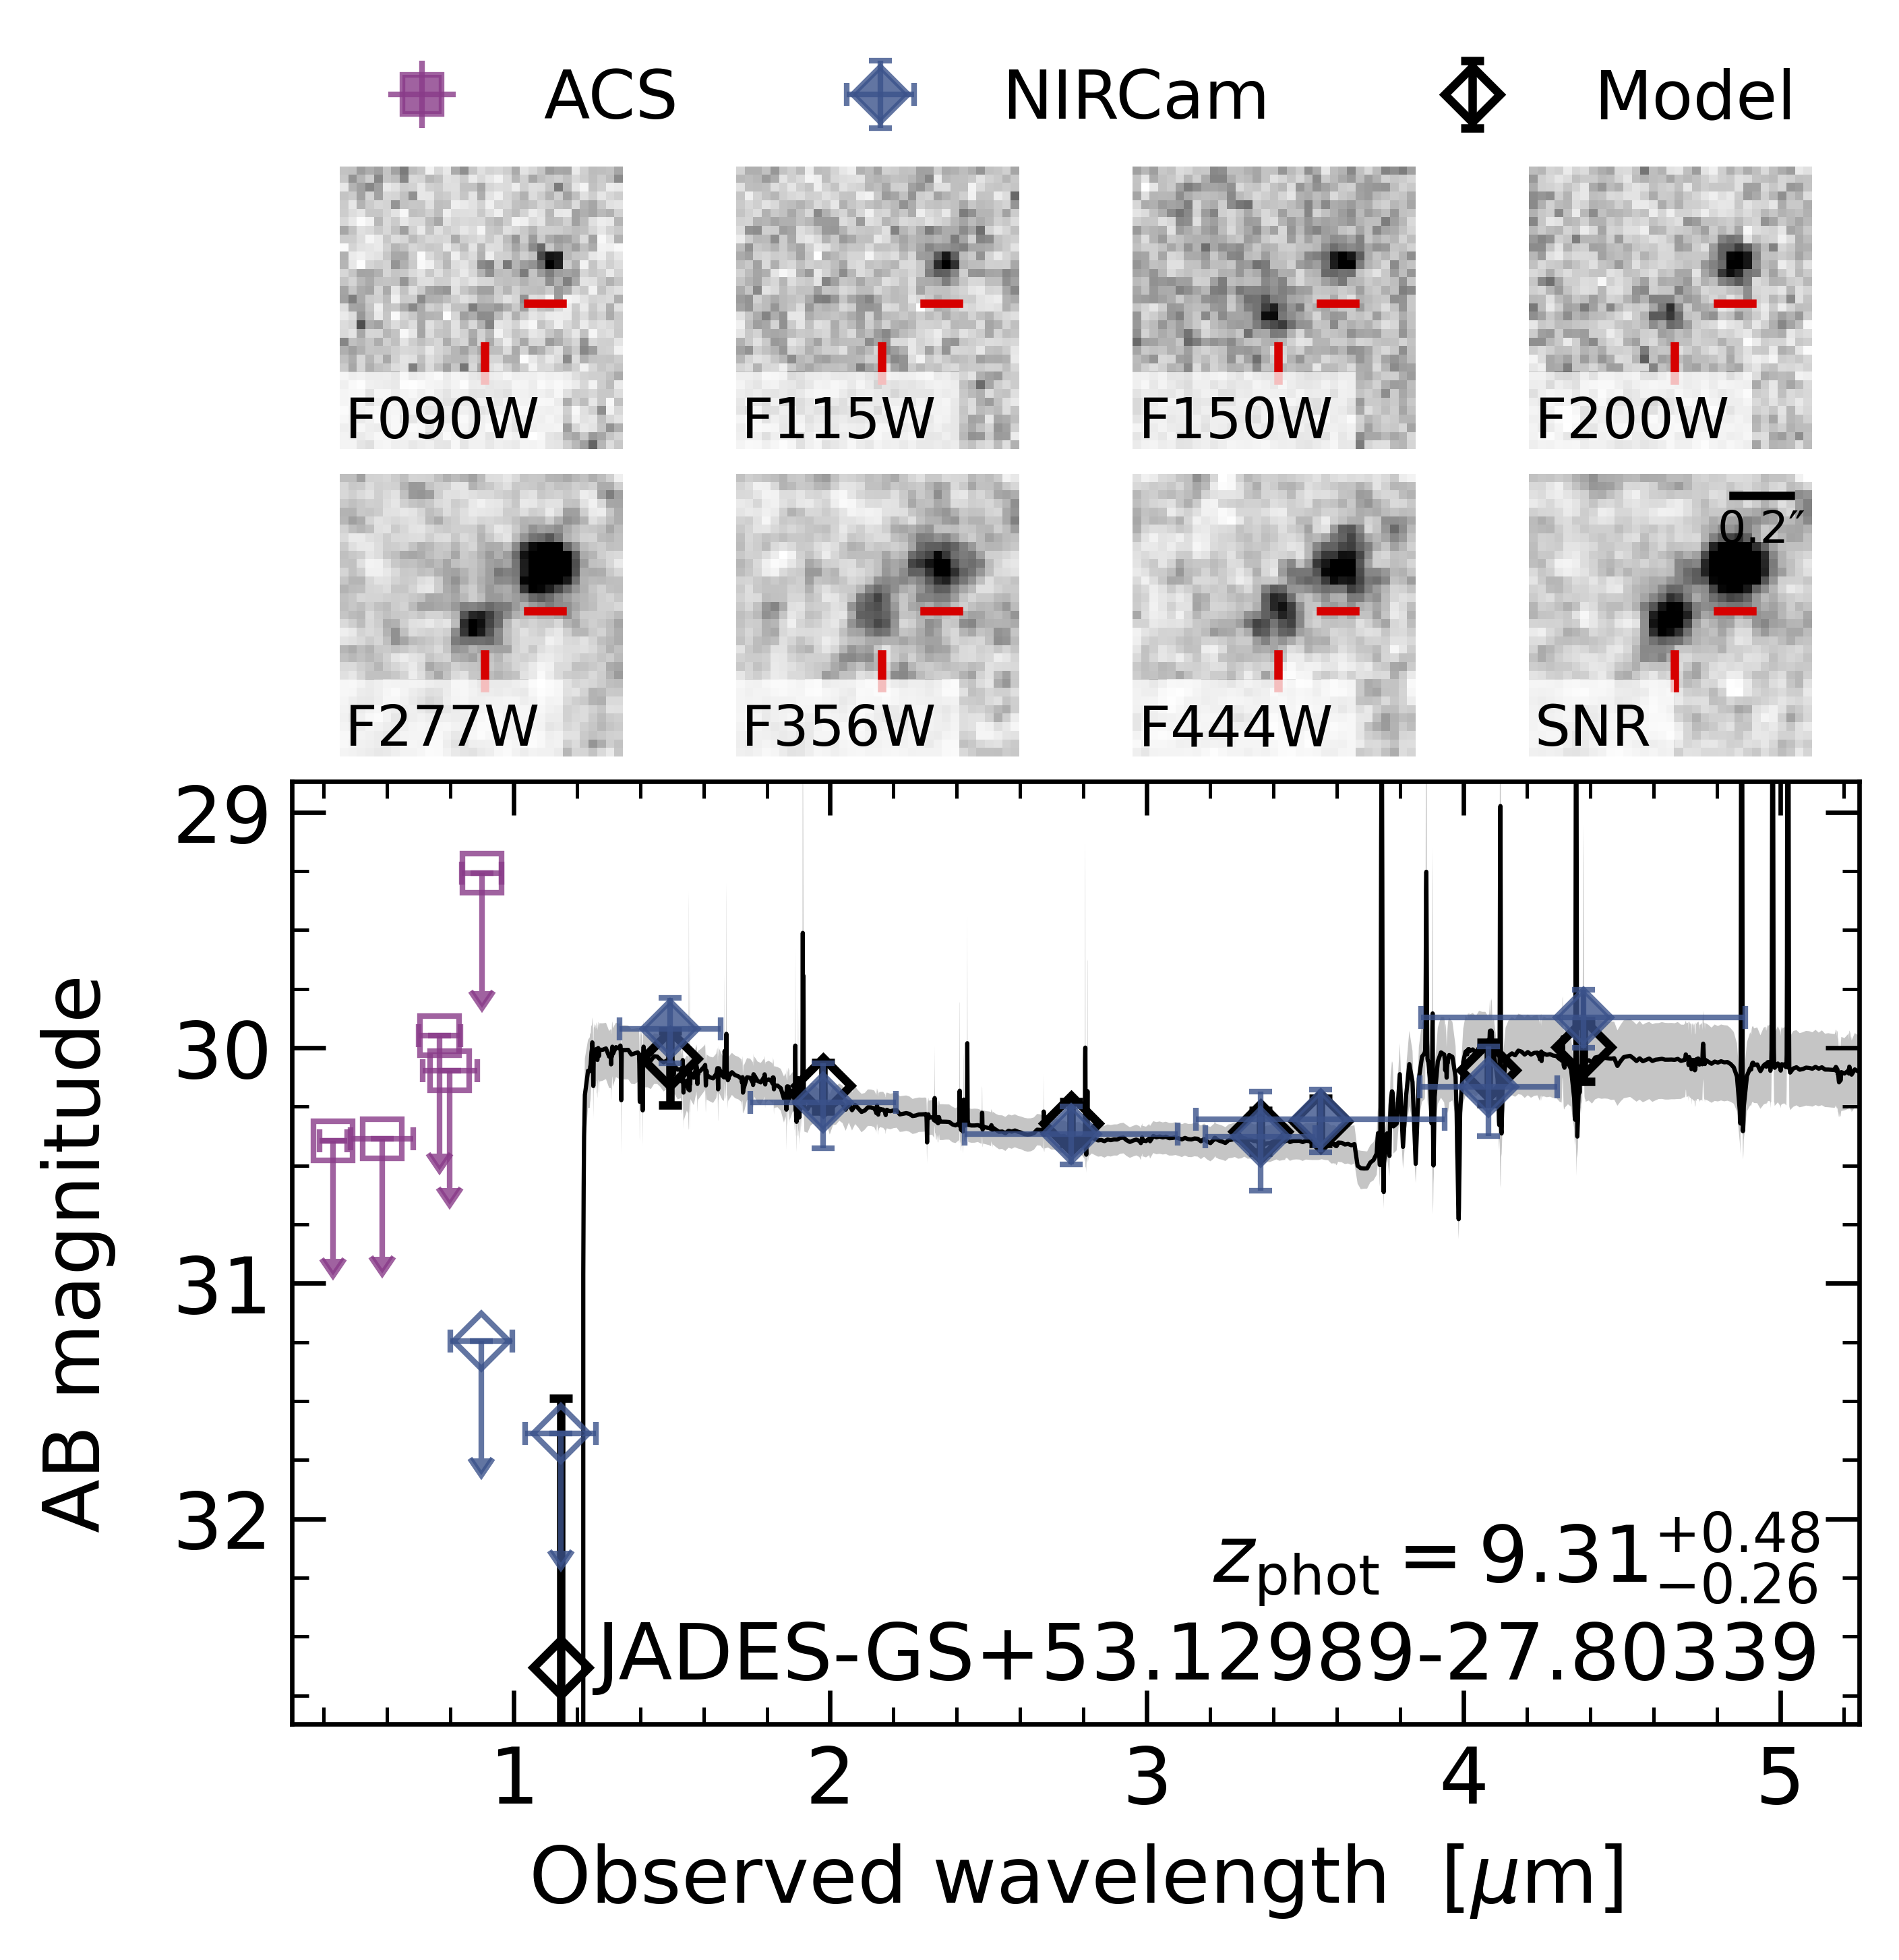 ACS NIRCam Model
F090W F115W F150W F200W
0.2″
F277W F356W F444W SNR
29
30
31
32
AB magnitude
z_phot = 9.31^{+0.48}_{−0.26}
JADES-GS+53.12989-27.80339
1 2 3 4 5
Observed wavelength [μm]